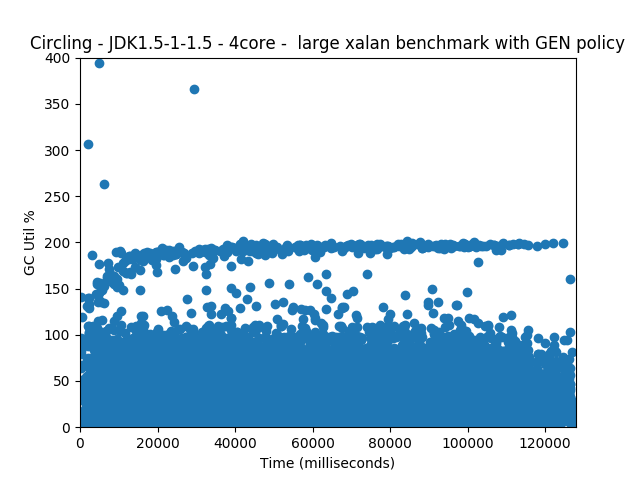 Circling - JDK1.5-1-1.5 - 4core -  large xalan benchmark with GEN policy
400
350
300
250
200
150
100
50
0
GC Util %
0 20000 40000 60000 80000 100000 120000
Time (milliseconds)